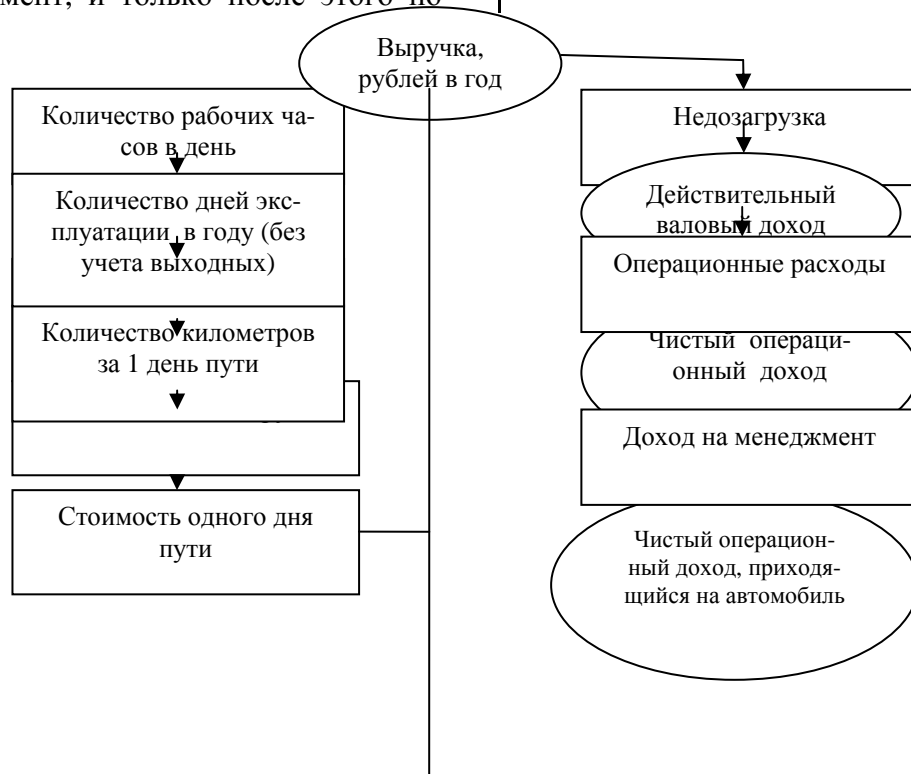 мент, и только после этого по-
Выручка,
рублей в год
Количество рабочих ча-
сов в день
Количество дней экс-
плуатации в году (без
учета выходных)
Количество километров
за 1 день пути
Стоимость одного дня
пути
Недозагрузка
Действительный
валовый доход
Операционные расходы
Чистый операци-
онный доход
Доход на менеджмент
Чистый операцион-
ный доход, приходя-
щийся на автомобиль